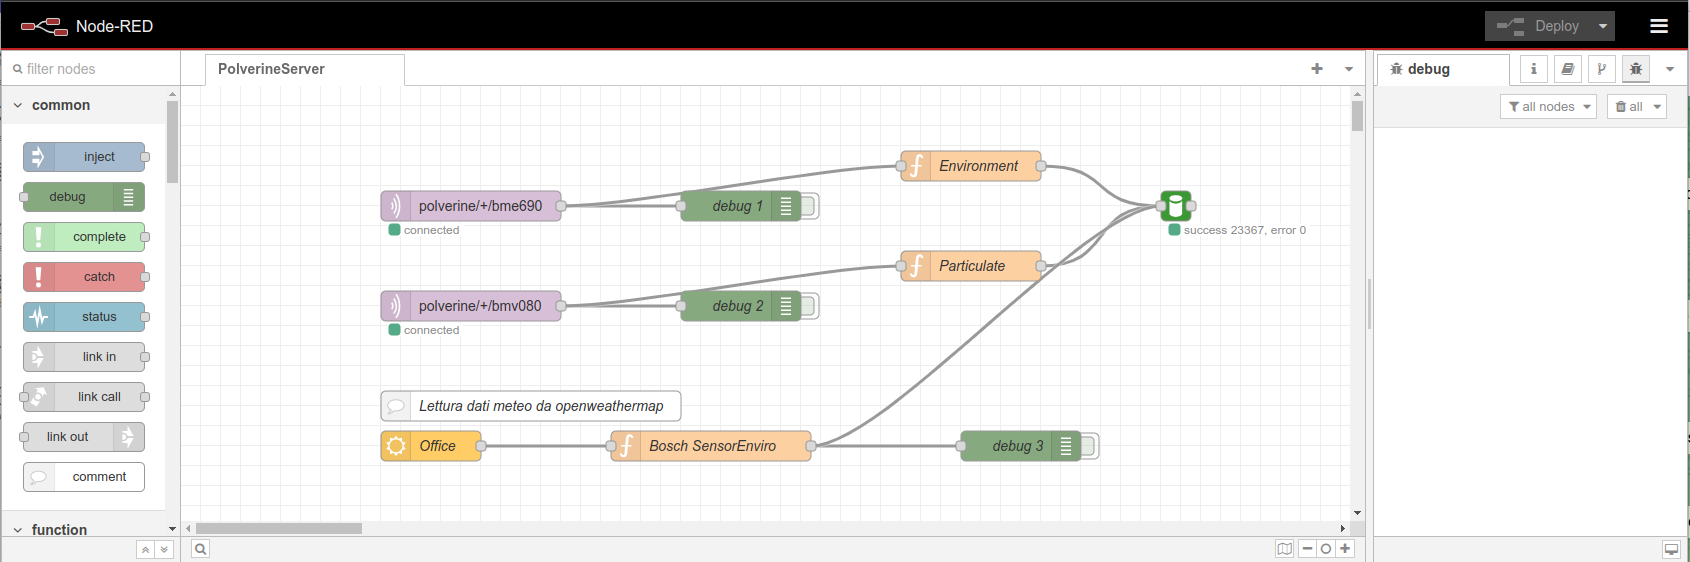 Node-RED
Deploy
filter nodes
PolverineServer
debug
common
all nodes
all
inject
debug
complete
catch
status
link in
link call
link out
comment
function
Environment
polverine/+/bme690
debug 1
connected
success 23367, error 0
Particulate
polverine/+/bmv080
debug 2
connected
Lettura dati meteo da openweathermap
Office
Bosch SensorEnviro
debug 3